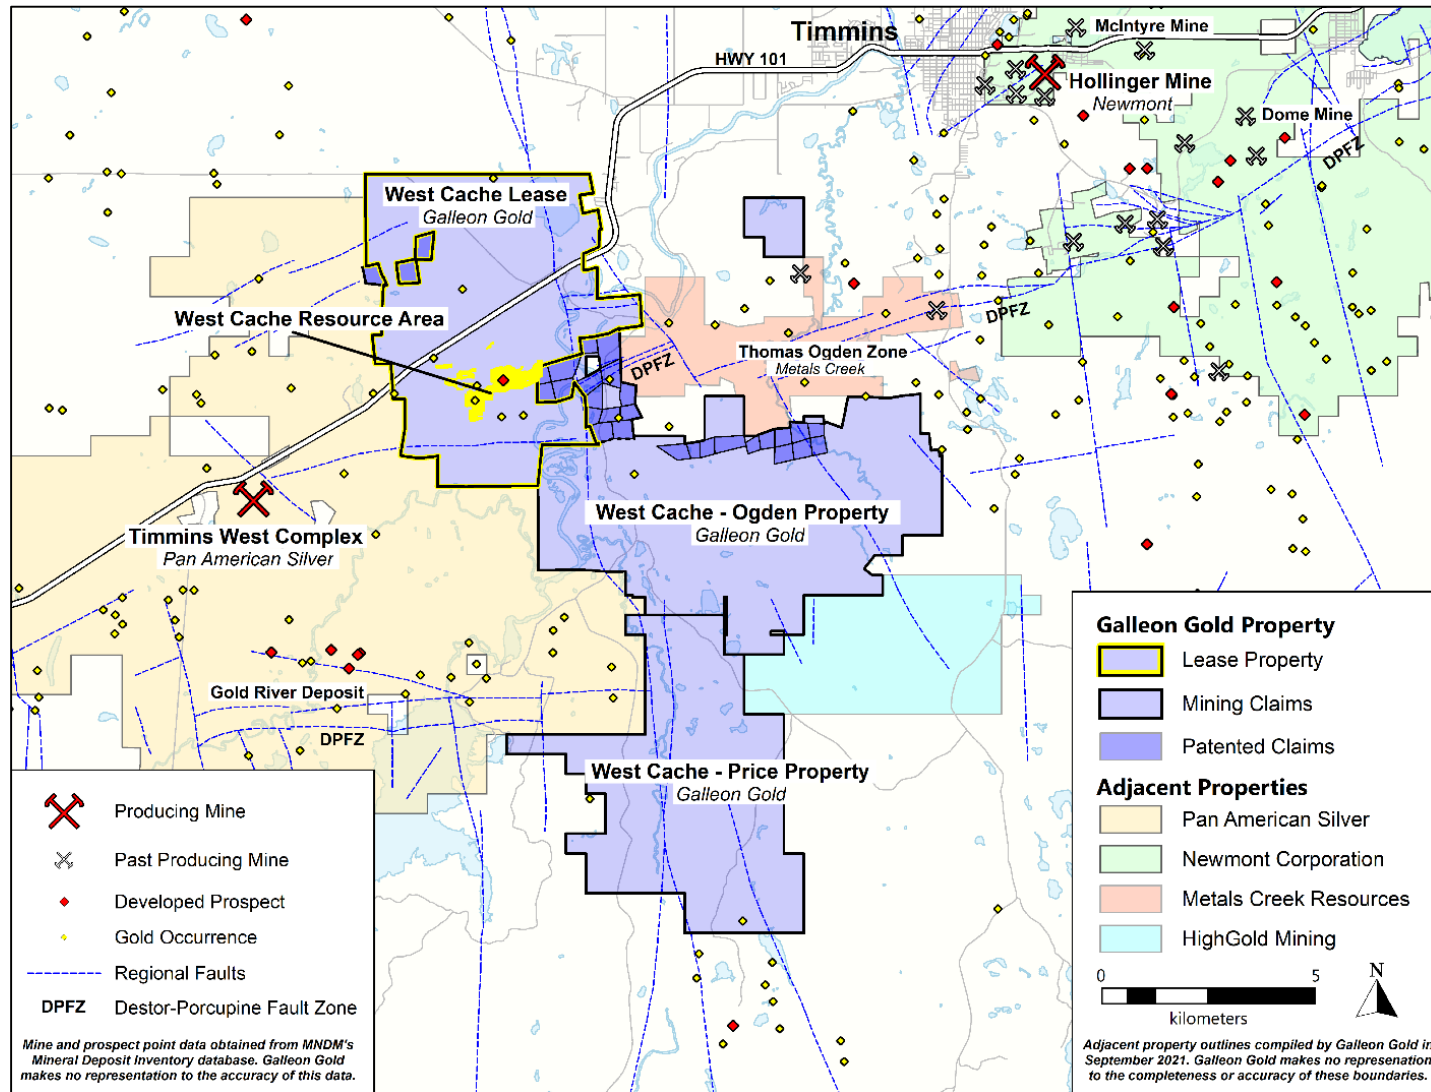 Timmins
McIntyre Mine
HWY 101
Hollinger Mine
Newmont
Dome Mine
DPFZ
West Cache Lease
Galleon Gold
West Cache Resource Area
DPFZ
Thomas Ogden Zone
Metals Creek
DPFZ
West Cache - Ogden Property
Galleon Gold
Timmins West Complex
Pan American Silver
Gold River Deposit
DPFZ
West Cache - Price Property
Galleon Gold
Producing Mine
Past Producing Mine
Developed Prospect
Gold Occurrence
Regional Faults
DPFZ Destor-Porcupine Fault Zone
Mine and prospect point data obtained from MNDM's
Mineral Deposit Inventory database. Galleon Gold
makes no representation to the accuracy of this data.
Galleon Gold Property
Lease Property
Mining Claims
Patented Claims
Adjacent Properties
Pan American Silver
Newmont Corporation
Metals Creek Resources
HighGold Mining
0 5
kilometers
N
Adjacent property outlines compiled by Galleon Gold in
September 2021. Galleon Gold makes no represenation
to the completeness or accuracy of these boundaries.